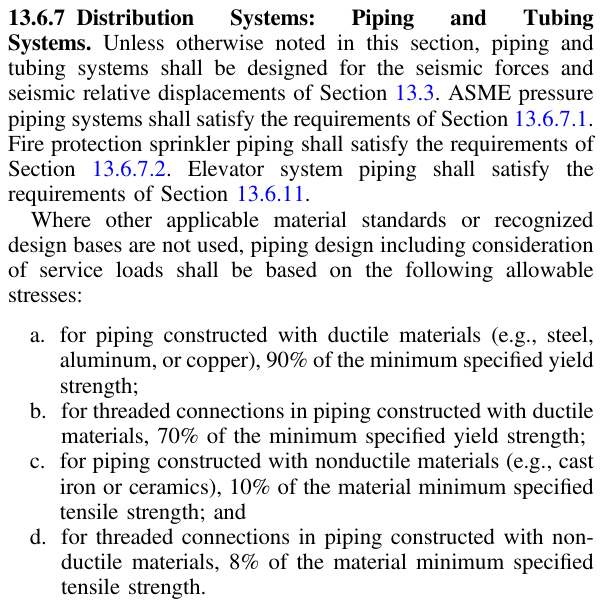 13.6.7 Distribution Systems: Piping and Tubing
Systems. Unless otherwise noted in this section, piping and
tubing systems shall be designed for the seismic forces and
seismic relative displacements of Section 13.3. ASME pressure
piping systems shall satisfy the requirements of Section 13.6.7.1.
Fire protection sprinkler piping shall satisfy the requirements of
Section 13.6.7.2. Elevator system piping shall satisfy the
requirements of Section 13.6.11.
Where other applicable material standards or recognized
design bases are not used, piping design including consideration
of service loads shall be based on the following allowable
stresses:
a. for piping constructed with ductile materials (e.g., steel,
aluminum, or copper), 90% of the minimum specified yield
strength;
b. for threaded connections in piping constructed with ductile
materials, 70% of the minimum specified yield strength;
c. for piping constructed with nonductile materials (e.g., cast
iron or ceramics), 10% of the material minimum specified
tensile strength; and
d. for threaded connections in piping constructed with non-
ductile materials, 8% of the material minimum specified
tensile strength.